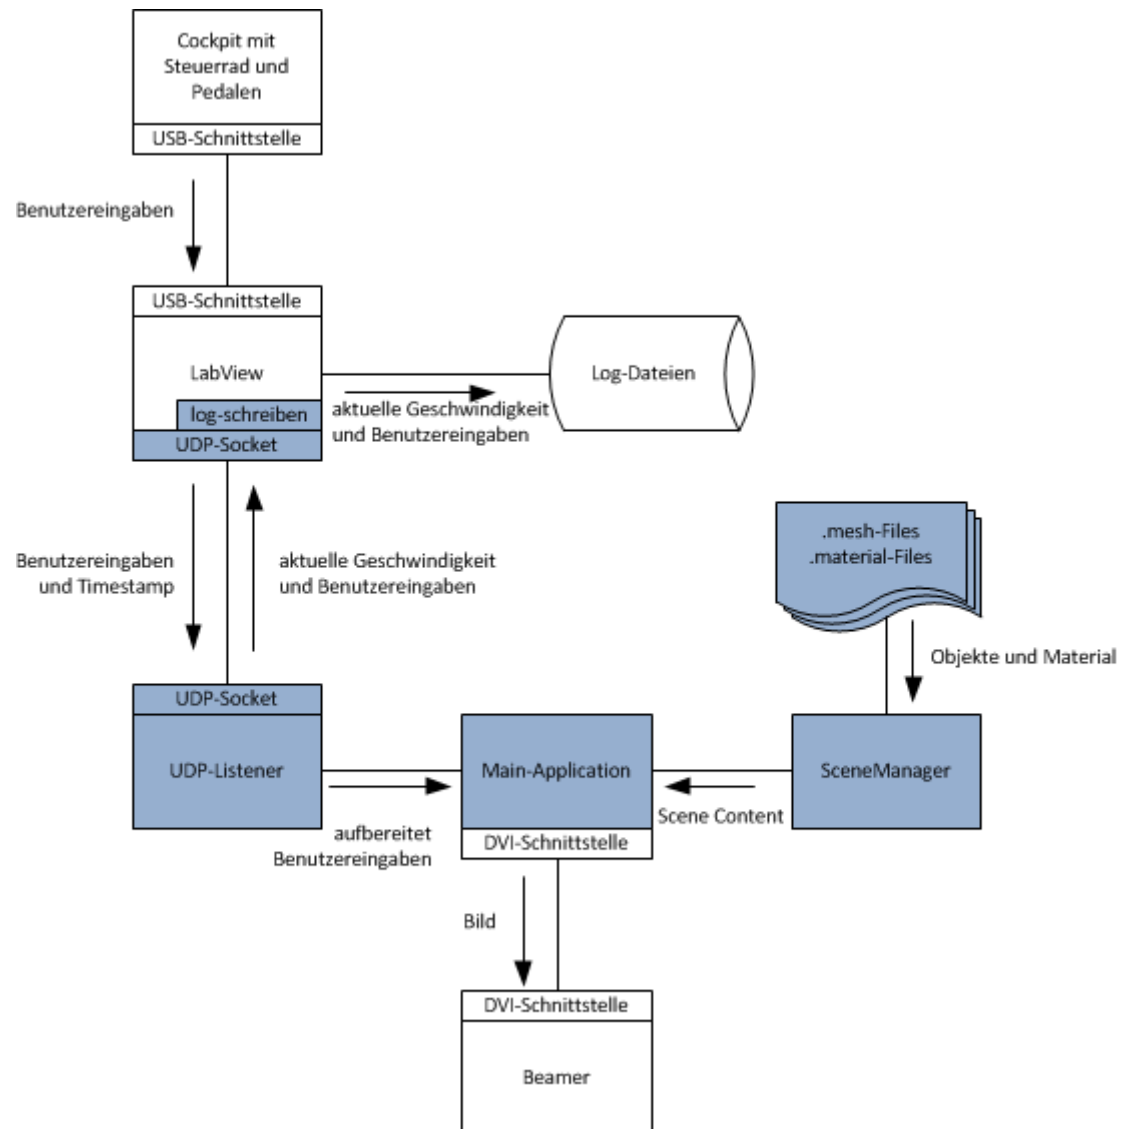 Cockpit mit
Steuerrad und
Pedalen
USB-Schnittstelle
Benutzereingaben
USB-Schnittstelle
LabView
log-schreiben
UDP-Socket
aktuelle Geschwindigkeit
und Benutzereingaben
Log-Dateien
Benutzereingaben
und Timestamp
aktuelle Geschwindigkeit
und Benutzereingaben
.mesh-Files
.material-Files
Objekte und Material
UDP-Socket
UDP-Listener
aufbereitet
Benutzereingaben
Main-Application
DVI-Schnittstelle
Scene Content
SceneManager
Bild
DVI-Schnittstelle
Beamer